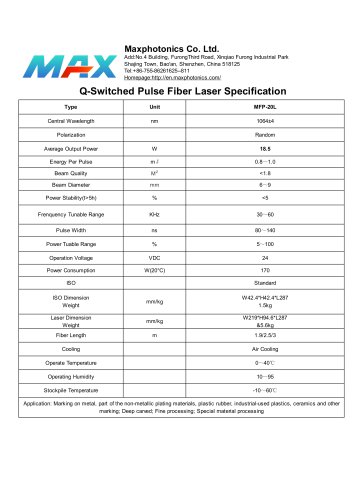 MAX
Maxphotonics Co. Ltd.
Add:No.4 Building, FurongThird Road, Xinqiao Furong Industrial Park
Shajing Town, Bao'an, Shenzhen, China 518125
Tel:+86-755-86261625--811
Homepage:http://en.maxphotonics.com/
Q-Switched Pulse Fiber Laser Specification
Type Unit MFP-20L
Central Wavelength nm 1064±4
Polarization Random
Average Output Power W 18.5
Energy Per Pulse mJ 0.8～1.0
Beam Quality M² <1.8
Beam Diameter mm 6～9
Power Stability(t>5h) % <5
Frenquency Tunable Range KHz 30～60
Pulse Width ns 80～140
Power Tuable Range % 5～100
Operation Voltage VDC 24
Power Consumption W(20°C) 170
ISO Standard
ISO Dimension
Weight mm/kg W42.4*H42.4*L287
1.5kg
Laser Dimension
Weight mm/kg W219*H94.6*L287
&5.6kg
Fiber Length m 1.9/2.5/3
Cooling Air Cooling
Operate Temperature 0～40℃
Operating Humidity 10～95
Stockpile Temperature -10～60℃
Application: Marking on metal, part of the non-metallic plating materials, plastic rubber, industrial-used plastics, ceramics and other
marking; Deep carved; Fine processing; Special material processing